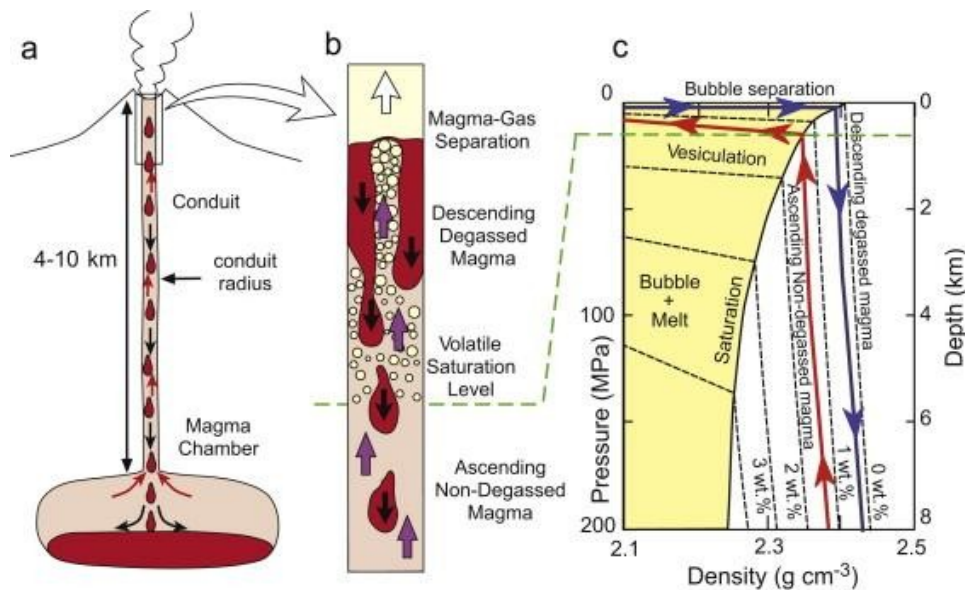 a
4-10 km
Conduit
conduit
radius
Magma
Chamber
b
Magma-Gas
Separation
Descending
Degassed
Magma
Volatile
Saturation
Level
Ascending
Non-Degassed
Magma
c
Bubble separation
Vesiculation
Bubble
+
Melt
Saturation
Ascending Non-degassed magma
Descending degassed magma
3 wt.%
2 wt.%
1 wt.%
0 wt.%
0
100
200
Pressure (MPa)
0
2
4
6
8
Depth (km)
2.1
2.3
2.5
Density (g cm⁻³)